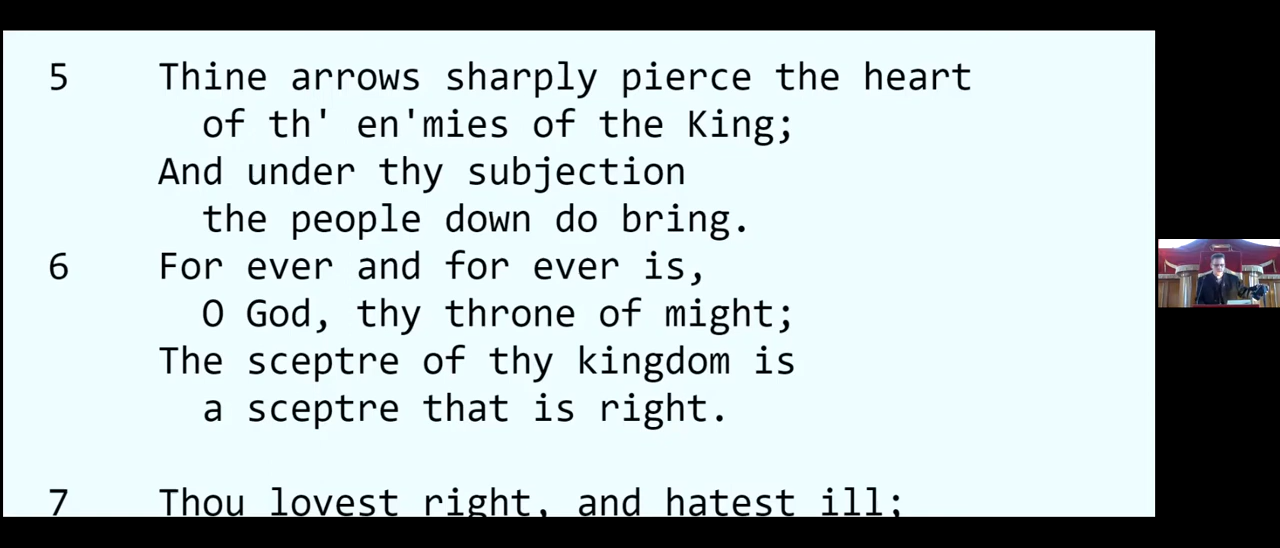 5 Thine arrows sharply pierce the heart
of th' en'mies of the King;
And under thy subjection
the people down do bring.
6 For ever and for ever is,
O God, thy throne of might;
The sceptre of thy kingdom is
a sceptre that is right.
7 Thou lovest right, and hatest ill;